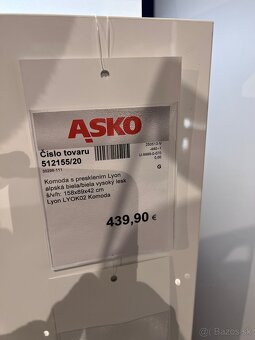 ASKO
Číslo tovaru
512155/20
Komoda s presklením Lyon
alpská biela/biela vysoký lesk
š/v/h: 158x89x42 cm
Lyon LYOK02 Komoda
G
439,90 €